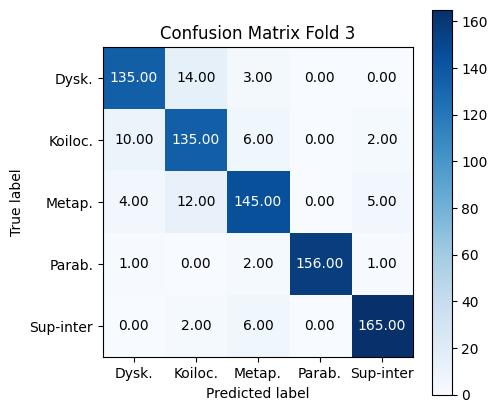 Confusion Matrix Fold 3
True label
Dysk. 135.00 14.00 3.00 0.00 0.00
Koiloc. 10.00 135.00 6.00 0.00 2.00
Metap. 4.00 12.00 145.00 0.00 5.00
Parab. 1.00 0.00 2.00 156.00 1.00
Sup-inter 0.00 2.00 6.00 0.00 165.00
Dysk. Koiloc. Metap. Parab. Sup-inter
Predicted label
160
140
120
100
80
60
40
20
0